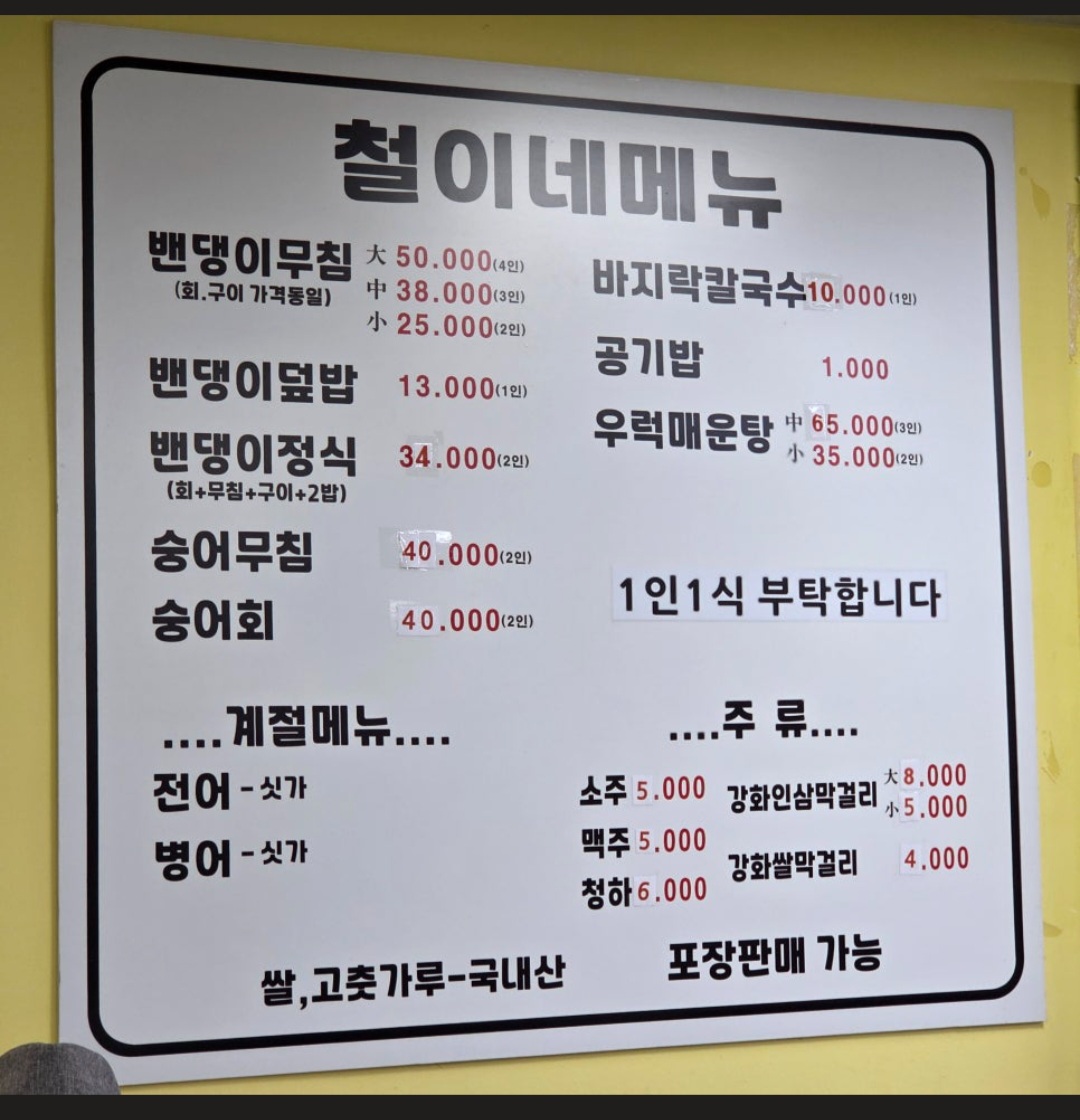 철이네메뉴
밴댕이무침 大 50.000(4인)
(회.구이 가격동일) 中 38.000(3인)
小 25.000(2인)
밴댕이덮밥 13.000(1인)
밴댕이정식 34.000(2인)
(회+무침+구이+2밥)
숭어무침 40.000(2인)
숭어회 40.000(2인)
바지락칼국수10.000(1인)
공기밥 1.000
우럭매운탕 中 65.000(3인)
小 35.000(2인)
1인1식 부탁합니다
....계절메뉴....
전어-싯가
병어-싯가
....주 류....
소주 5.000
맥주 5.000
청하 6.000
강화인삼막걸리 大 8.000
小 5.000
강화쌀막걸리 4.000
쌀,고춧가루-국내산
포장판매 가능